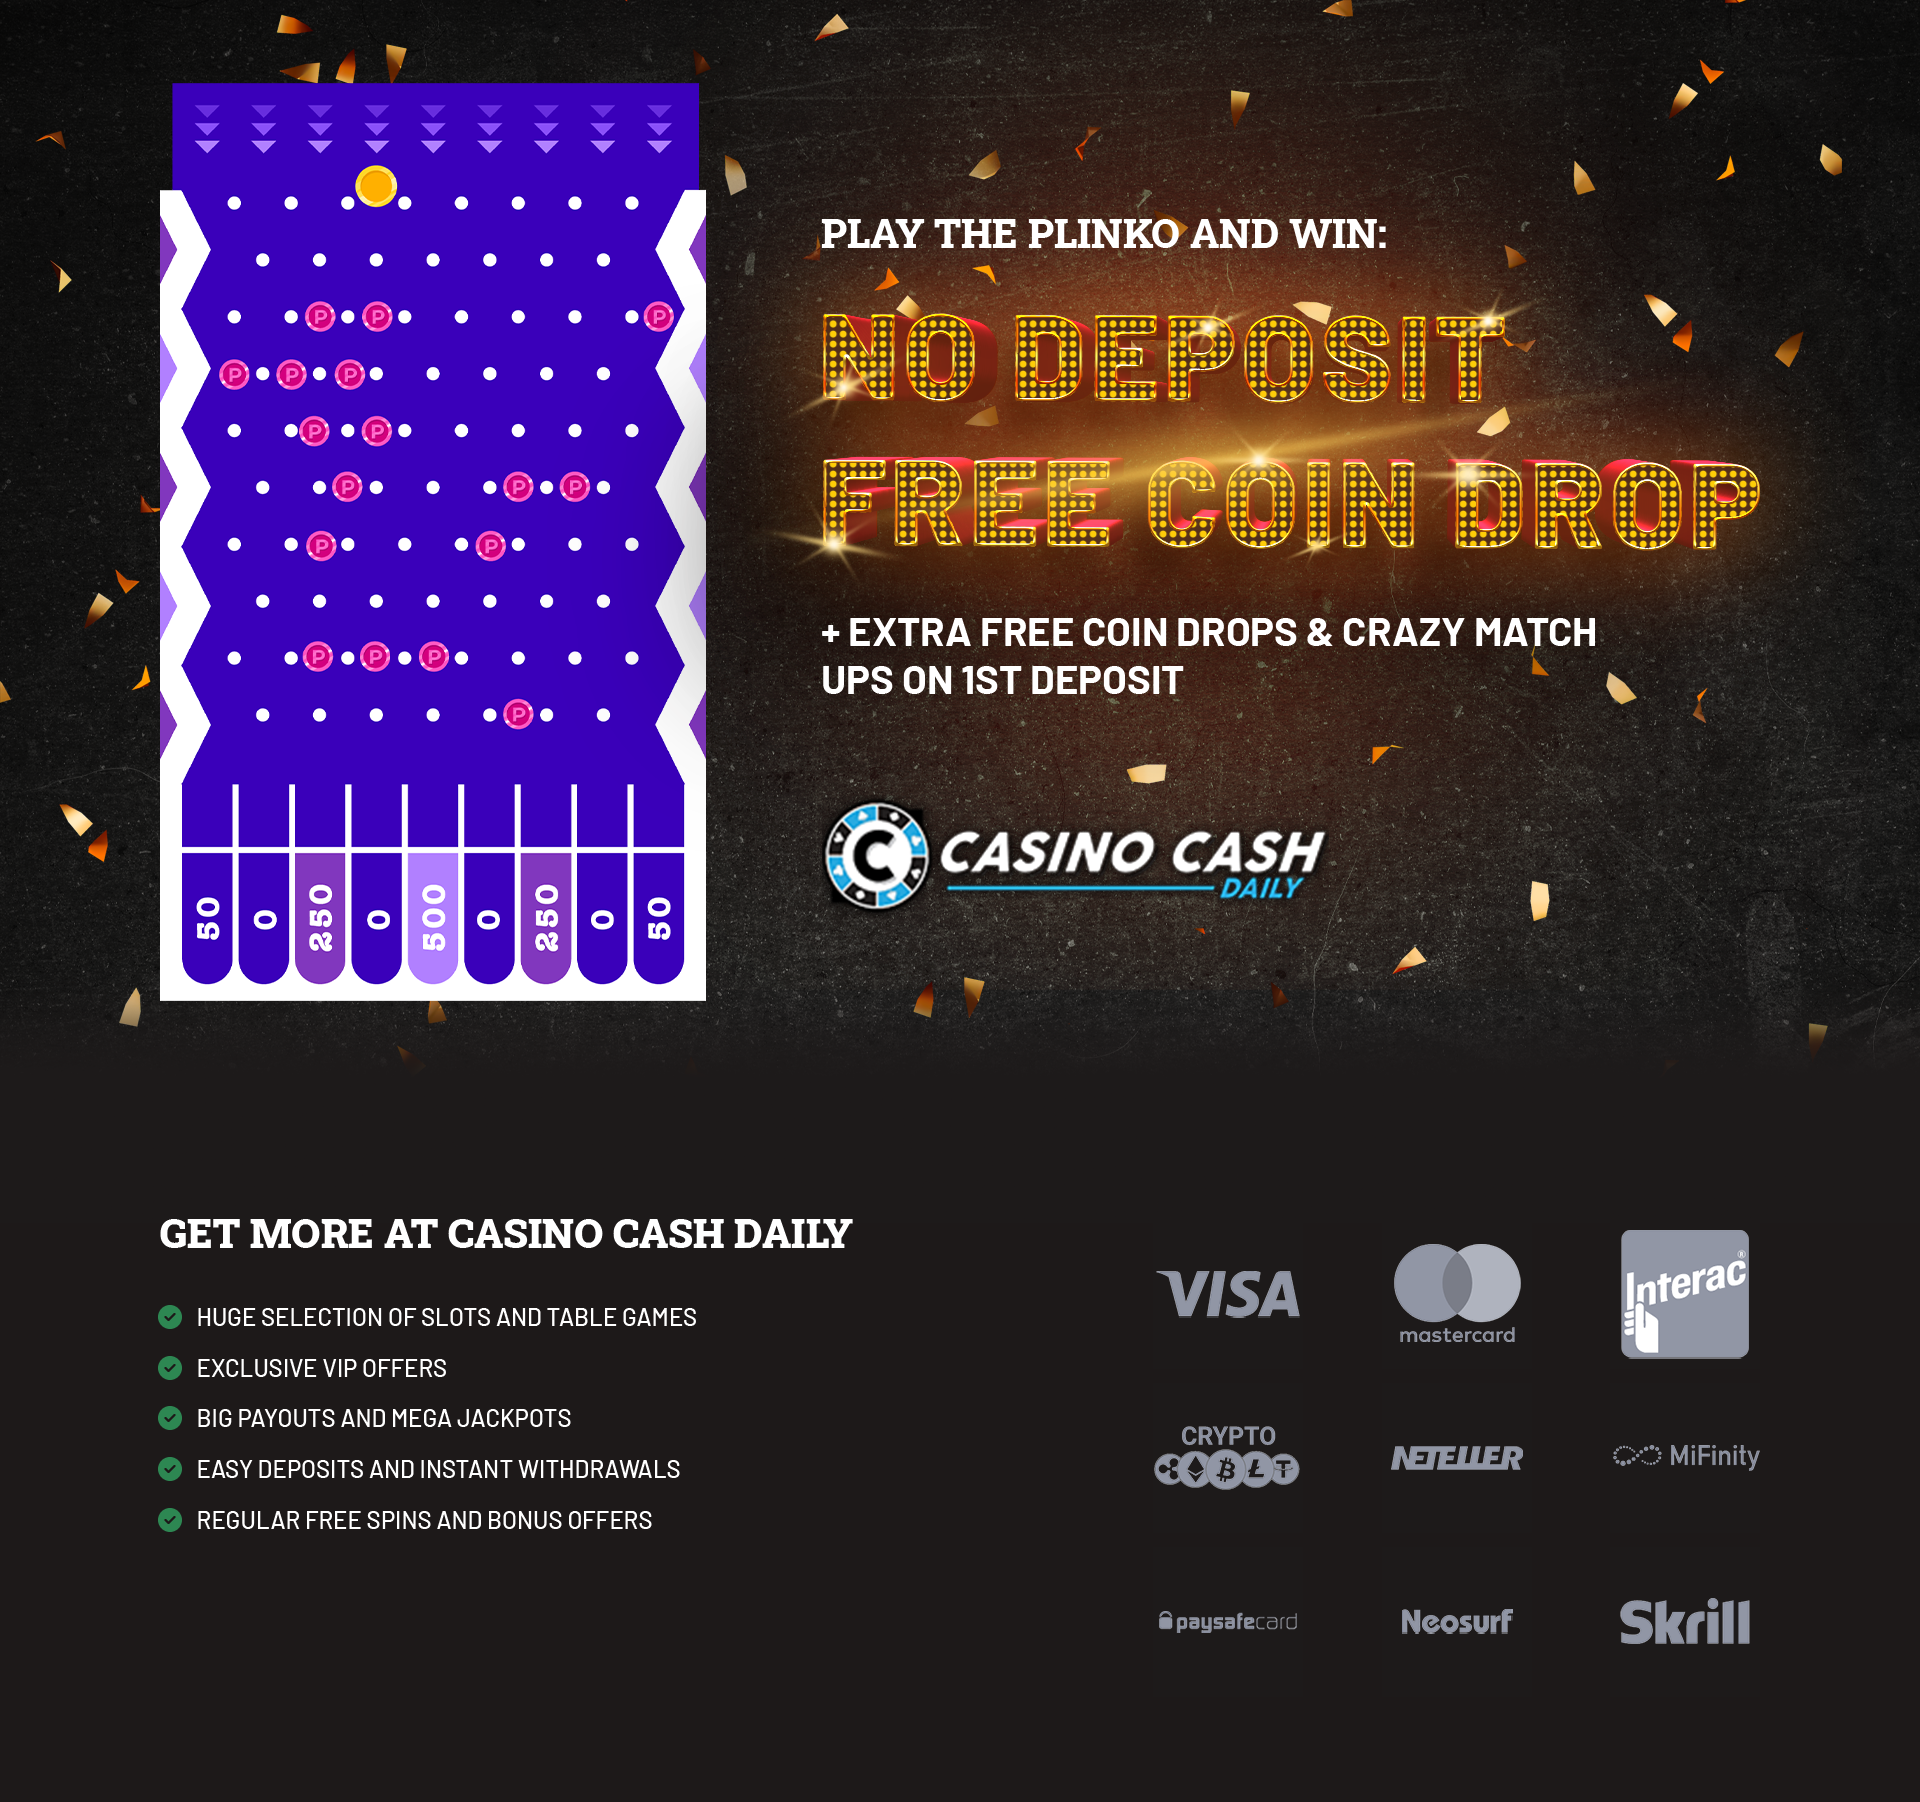 PLAY THE PLINKO AND WIN:
NO DEPOSIT
FREE COIN DROP
+ EXTRA FREE COIN DROPS & CRAZY MATCH
UPS ON 1ST DEPOSIT
CASINO CASH
DAILY
P P P
P P P
P P
P P P
P P
P P P
P
50 0 250 0 500 0 250 0 50
GET MORE AT CASINO CASH DAILY
HUGE SELECTION OF SLOTS AND TABLE GAMES
EXCLUSIVE VIP OFFERS
BIG PAYOUTS AND MEGA JACKPOTS
EASY DEPOSITS AND INSTANT WITHDRAWALS
REGULAR FREE SPINS AND BONUS OFFERS
VISA
mastercard
Interac®
CRYPTO
NETELLER
MiFinity
paysafecard
Neosurf
Skrill